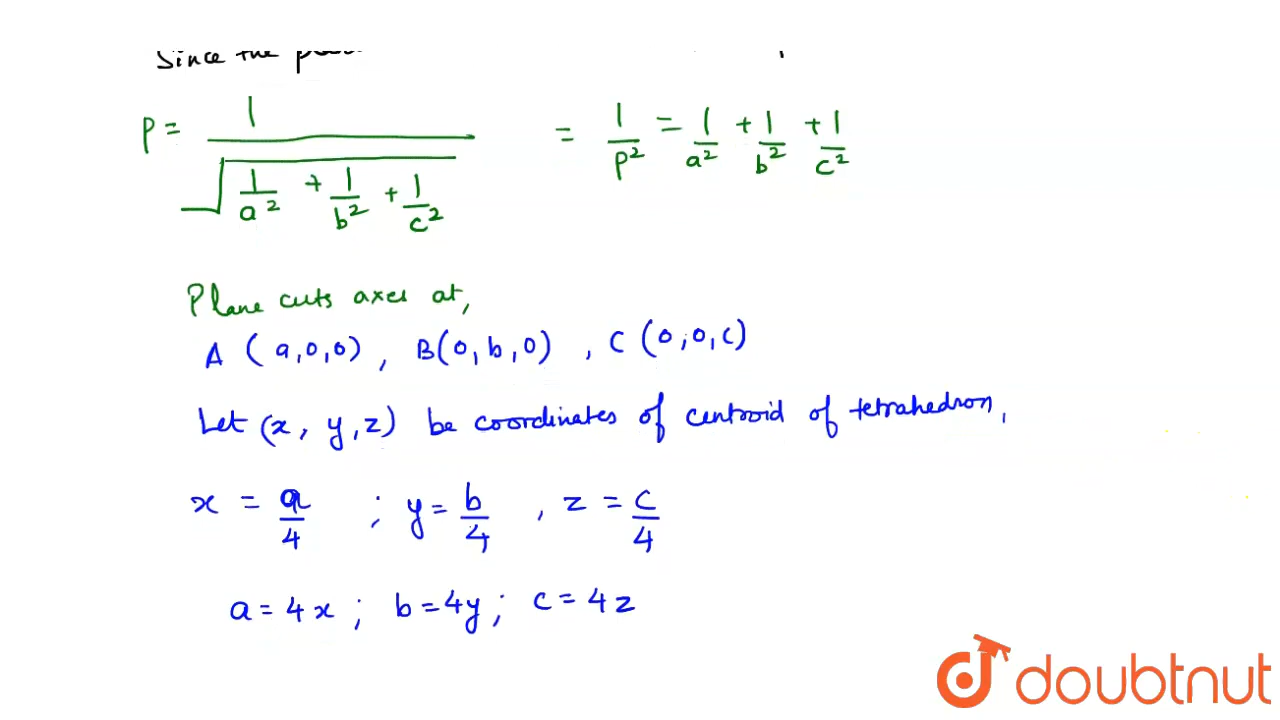 Since the
P = 1 / √(1/a² + 1/b² + 1/c²) = 1/P² = 1/a² + 1/b² + 1/c²
Plane cuts axes at,
A (a,0,0) , B(0,b,0) , C (0,0,c)
Let (x, y, z) be coordinates of centroid of tetrahedron,
x = a/4 ; y = b/4 , z = c/4
a = 4x ; b = 4y ; c = 4z
doubtnut